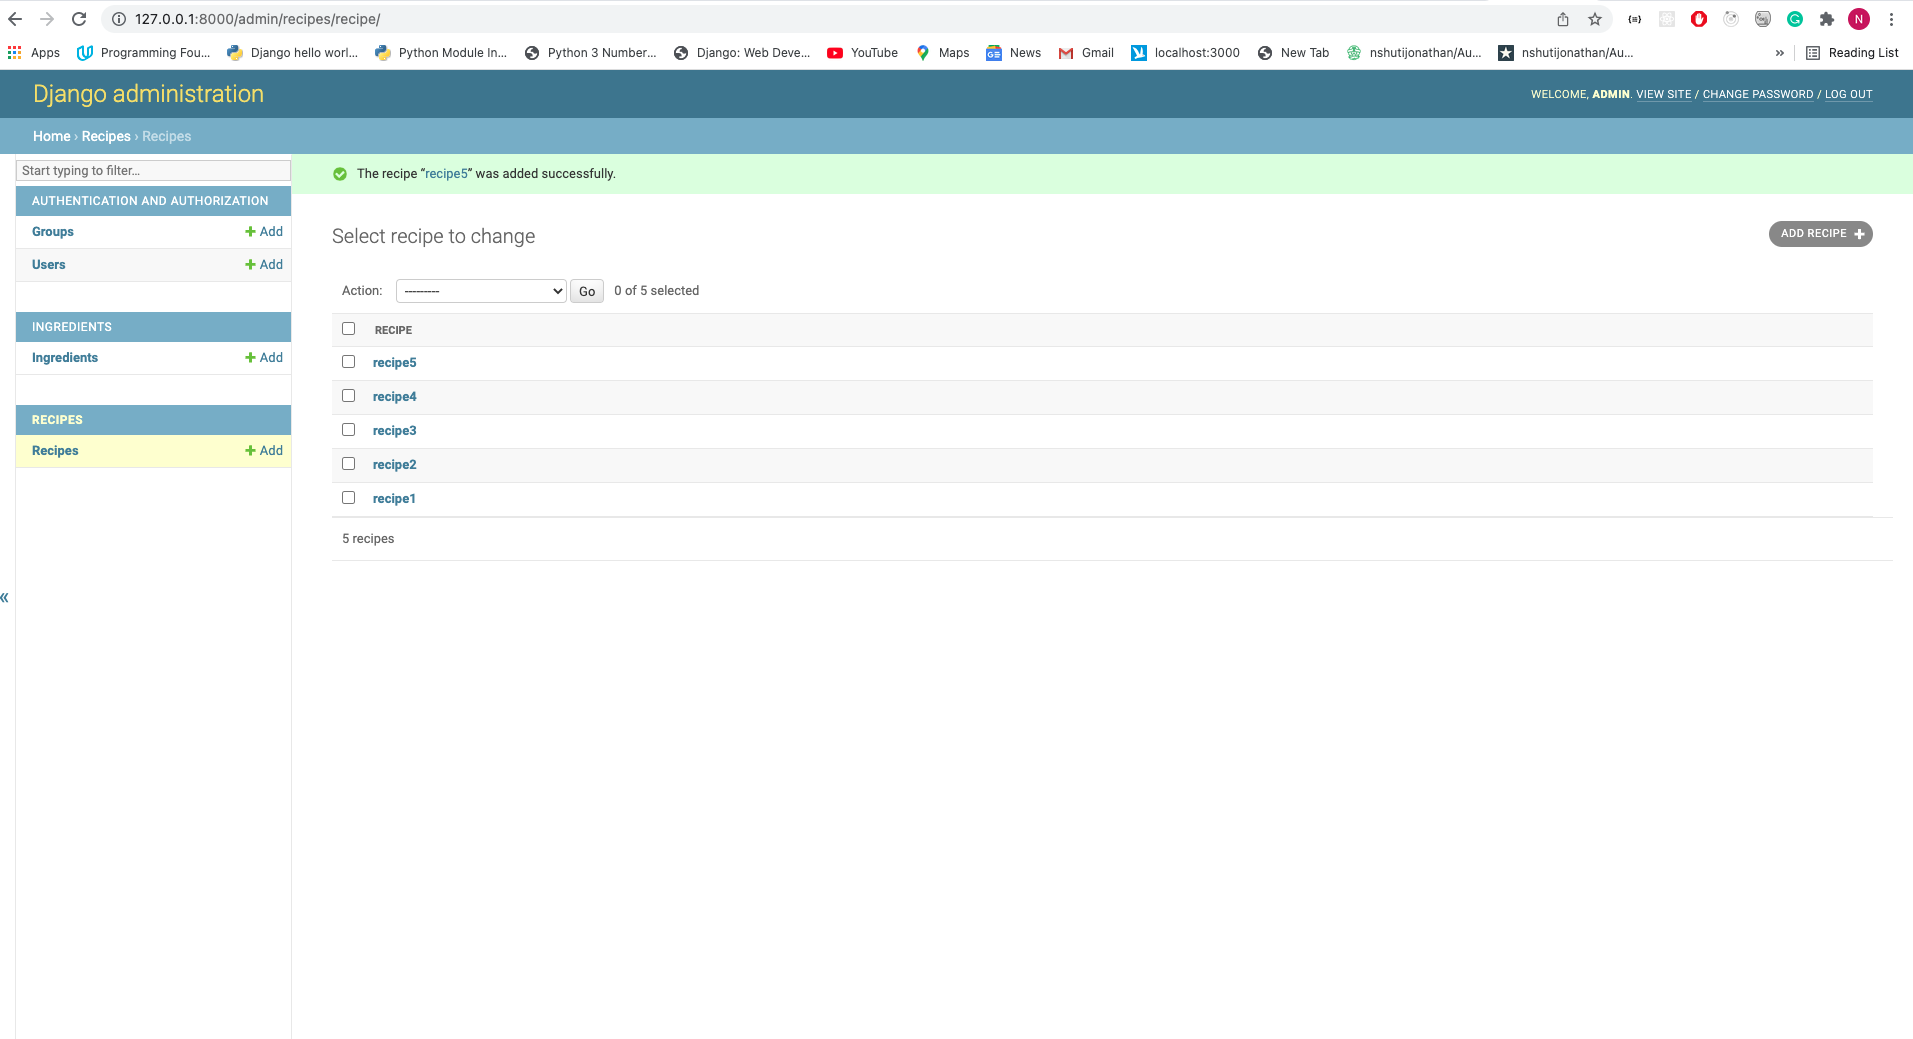 127.0.0.1:8000/admin/recipes/recipe/
Apps Programming Fou... Django hello worl... Python Module In... Python 3 Number... Django: Web Deve... YouTube Maps News Gmail localhost:3000 New Tab nshutijonathan/Au... nshutijonathan/Au... » Reading List
Django administration
WELCOME, ADMIN. VIEW SITE / CHANGE PASSWORD / LOG OUT
Home › Recipes › Recipes
Start typing to filter...
The recipe “recipe5” was added successfully.
AUTHENTICATION AND AUTHORIZATION
Groups + Add
Users + Add
INGREDIENTS
Ingredients + Add
RECIPES
Recipes + Add
«
Select recipe to change
ADD RECIPE +
Action: --------- Go 0 of 5 selected
RECIPE
recipe5
recipe4
recipe3
recipe2
recipe1
5 recipes
N